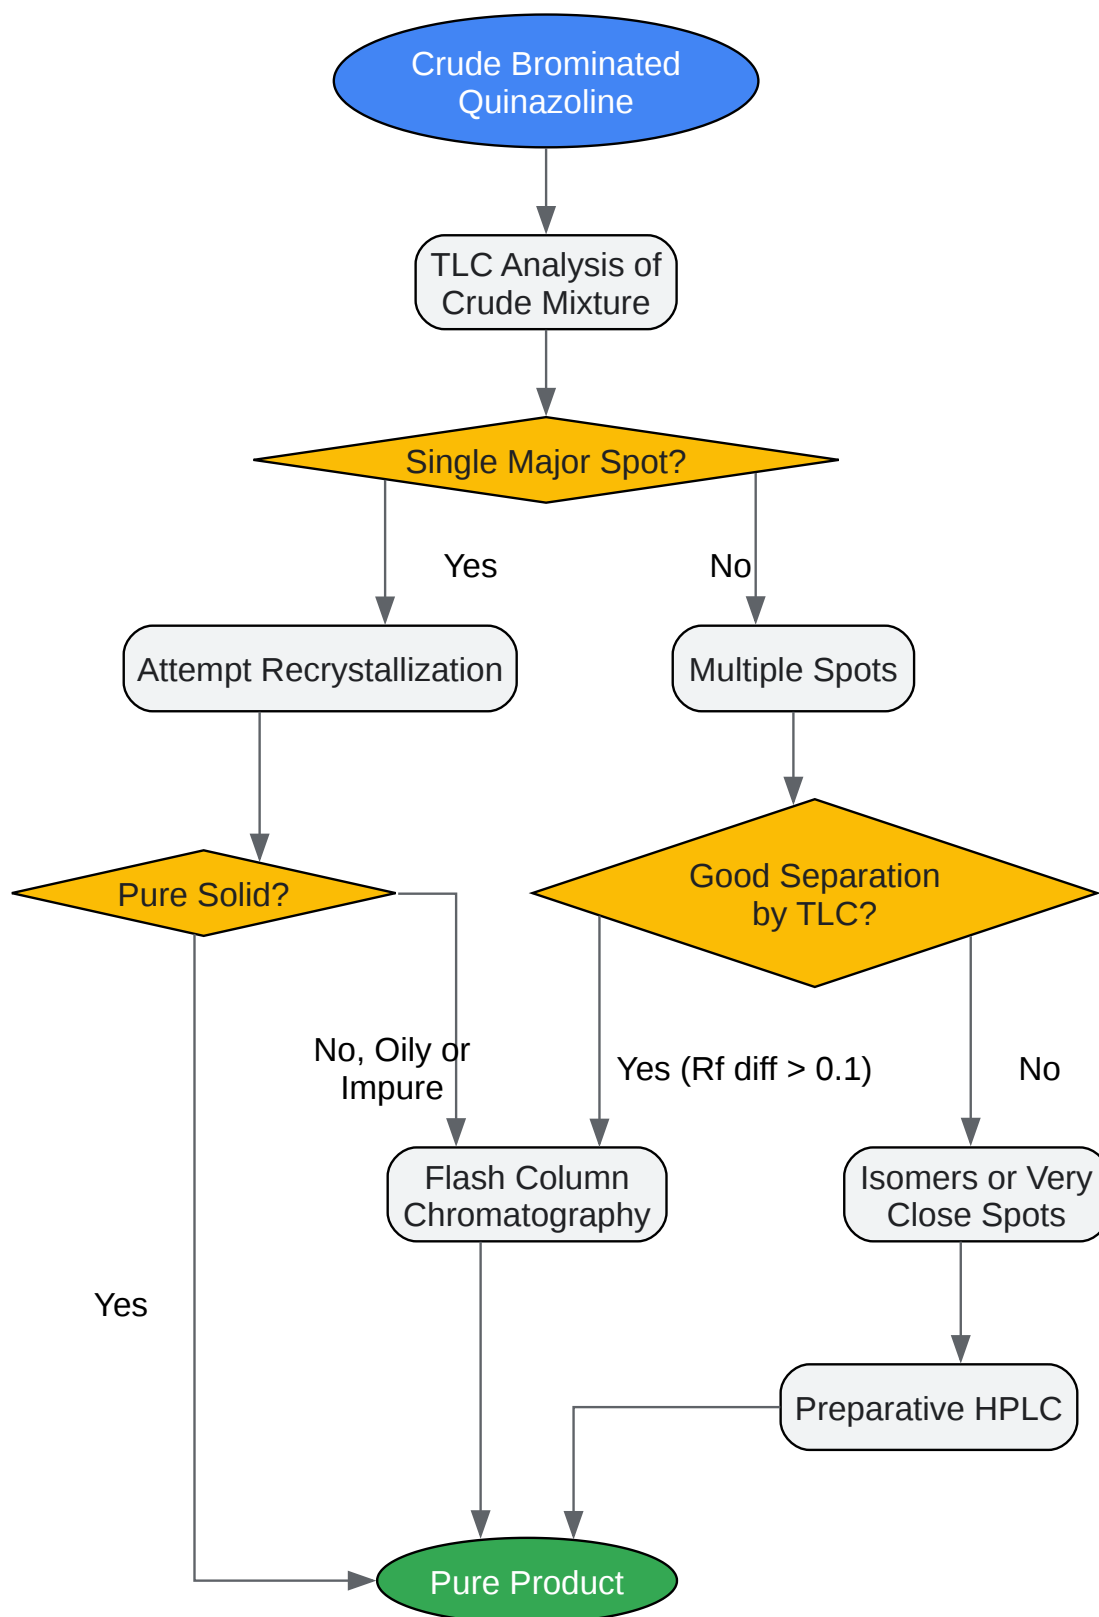 Crude Brominated
Quinazoline
TLC Analysis of
Crude Mixture
Single Major Spot?
Yes
No
Attempt Recrystallization
Multiple Spots
Pure Solid?
Good Separation
by TLC?
No, Oily or
Impure
Yes (Rf diff > 0.1)
No
Flash Column
Chromatography
Isomers or Very
Close Spots
Yes
Preparative HPLC
Pure Product